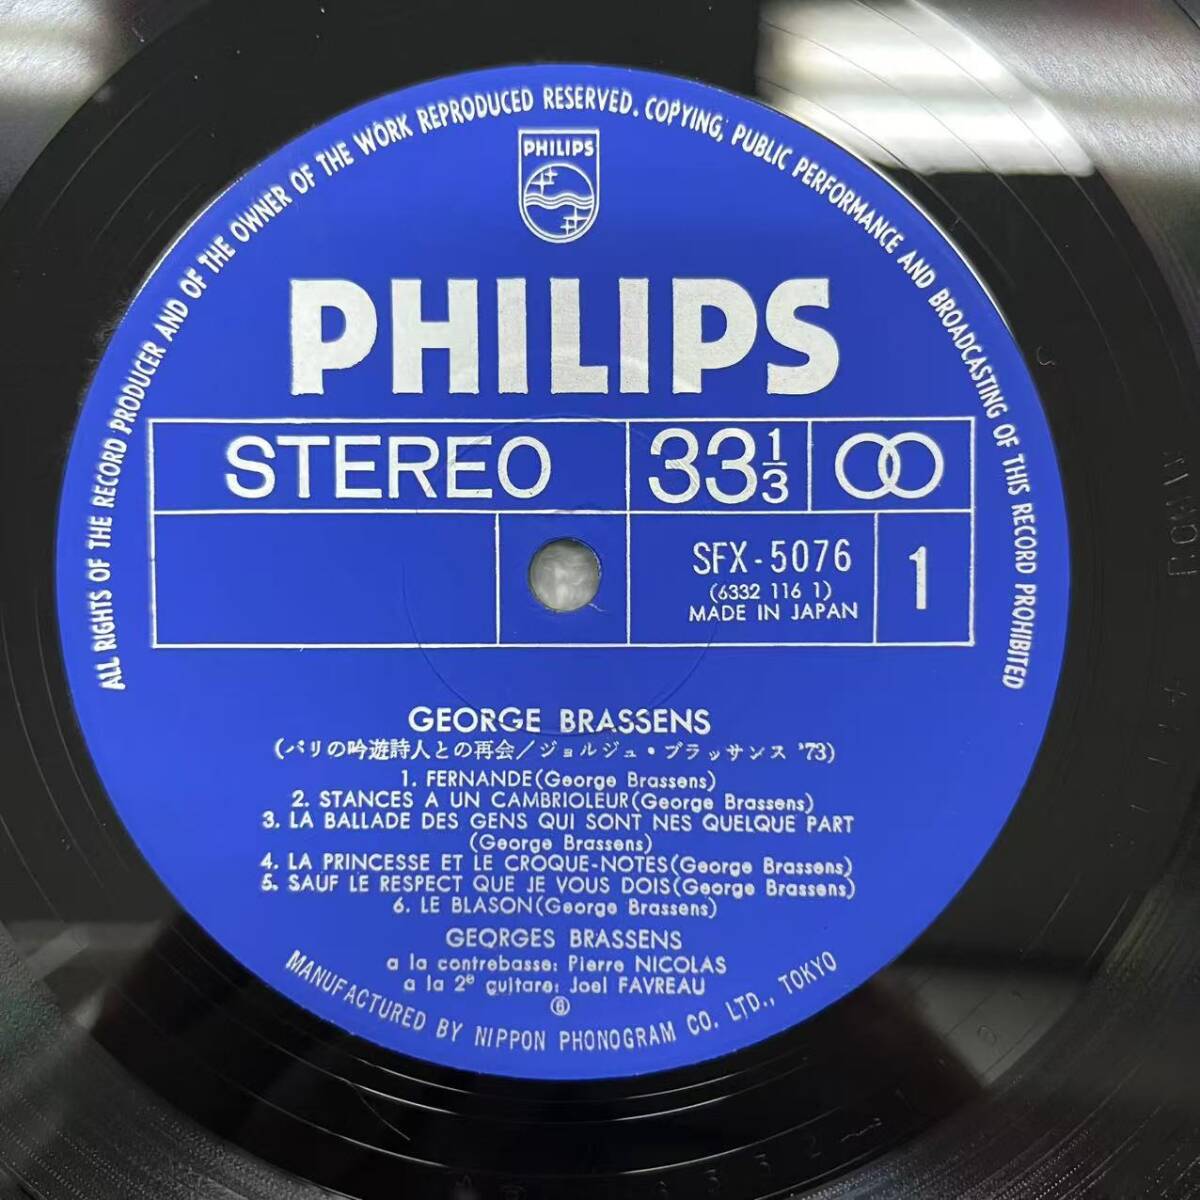 ALL RIGHTS OF THE RECORD PRODUCER AND OF THE OWNER OF THE WORK REPRODUCED RESERVED. COPYING, PUBLIC PERFORMANCE AND BROADCASTING OF THIS RECORD PROHIBITED
PHILIPS
PHILIPS
STEREO 33 1/3
SFX-5076
(6332 116 1)
MADE IN JAPAN
1
GEORGE BRASSENS
(パリの吟遊詩人との再会/ジョルジュ・ブラッサンス '73)
1. FERNANDE(George Brassens)
2. STANCES A UN CAMBRIOLEUR(George Brassens)
3. LA BALLADE DES GENS QUI SONT NES QUELQUE PART
(George Brassens)
4. LA PRINCESSE ET LE CROQUE-NOTES(George Brassens)
5. SAUF LE RESPECT QUE JE VOUS DOIS(George Brassens)
6. LE BLASON(George Brassens)
GEORGES BRASSENS
a la contrebasse: Pierre NICOLAS
a la 2e guitare: Joel FAVREAU
⑥
MANUFACTURED BY NIPPON PHONOGRAM CO. LTD., TOKYO